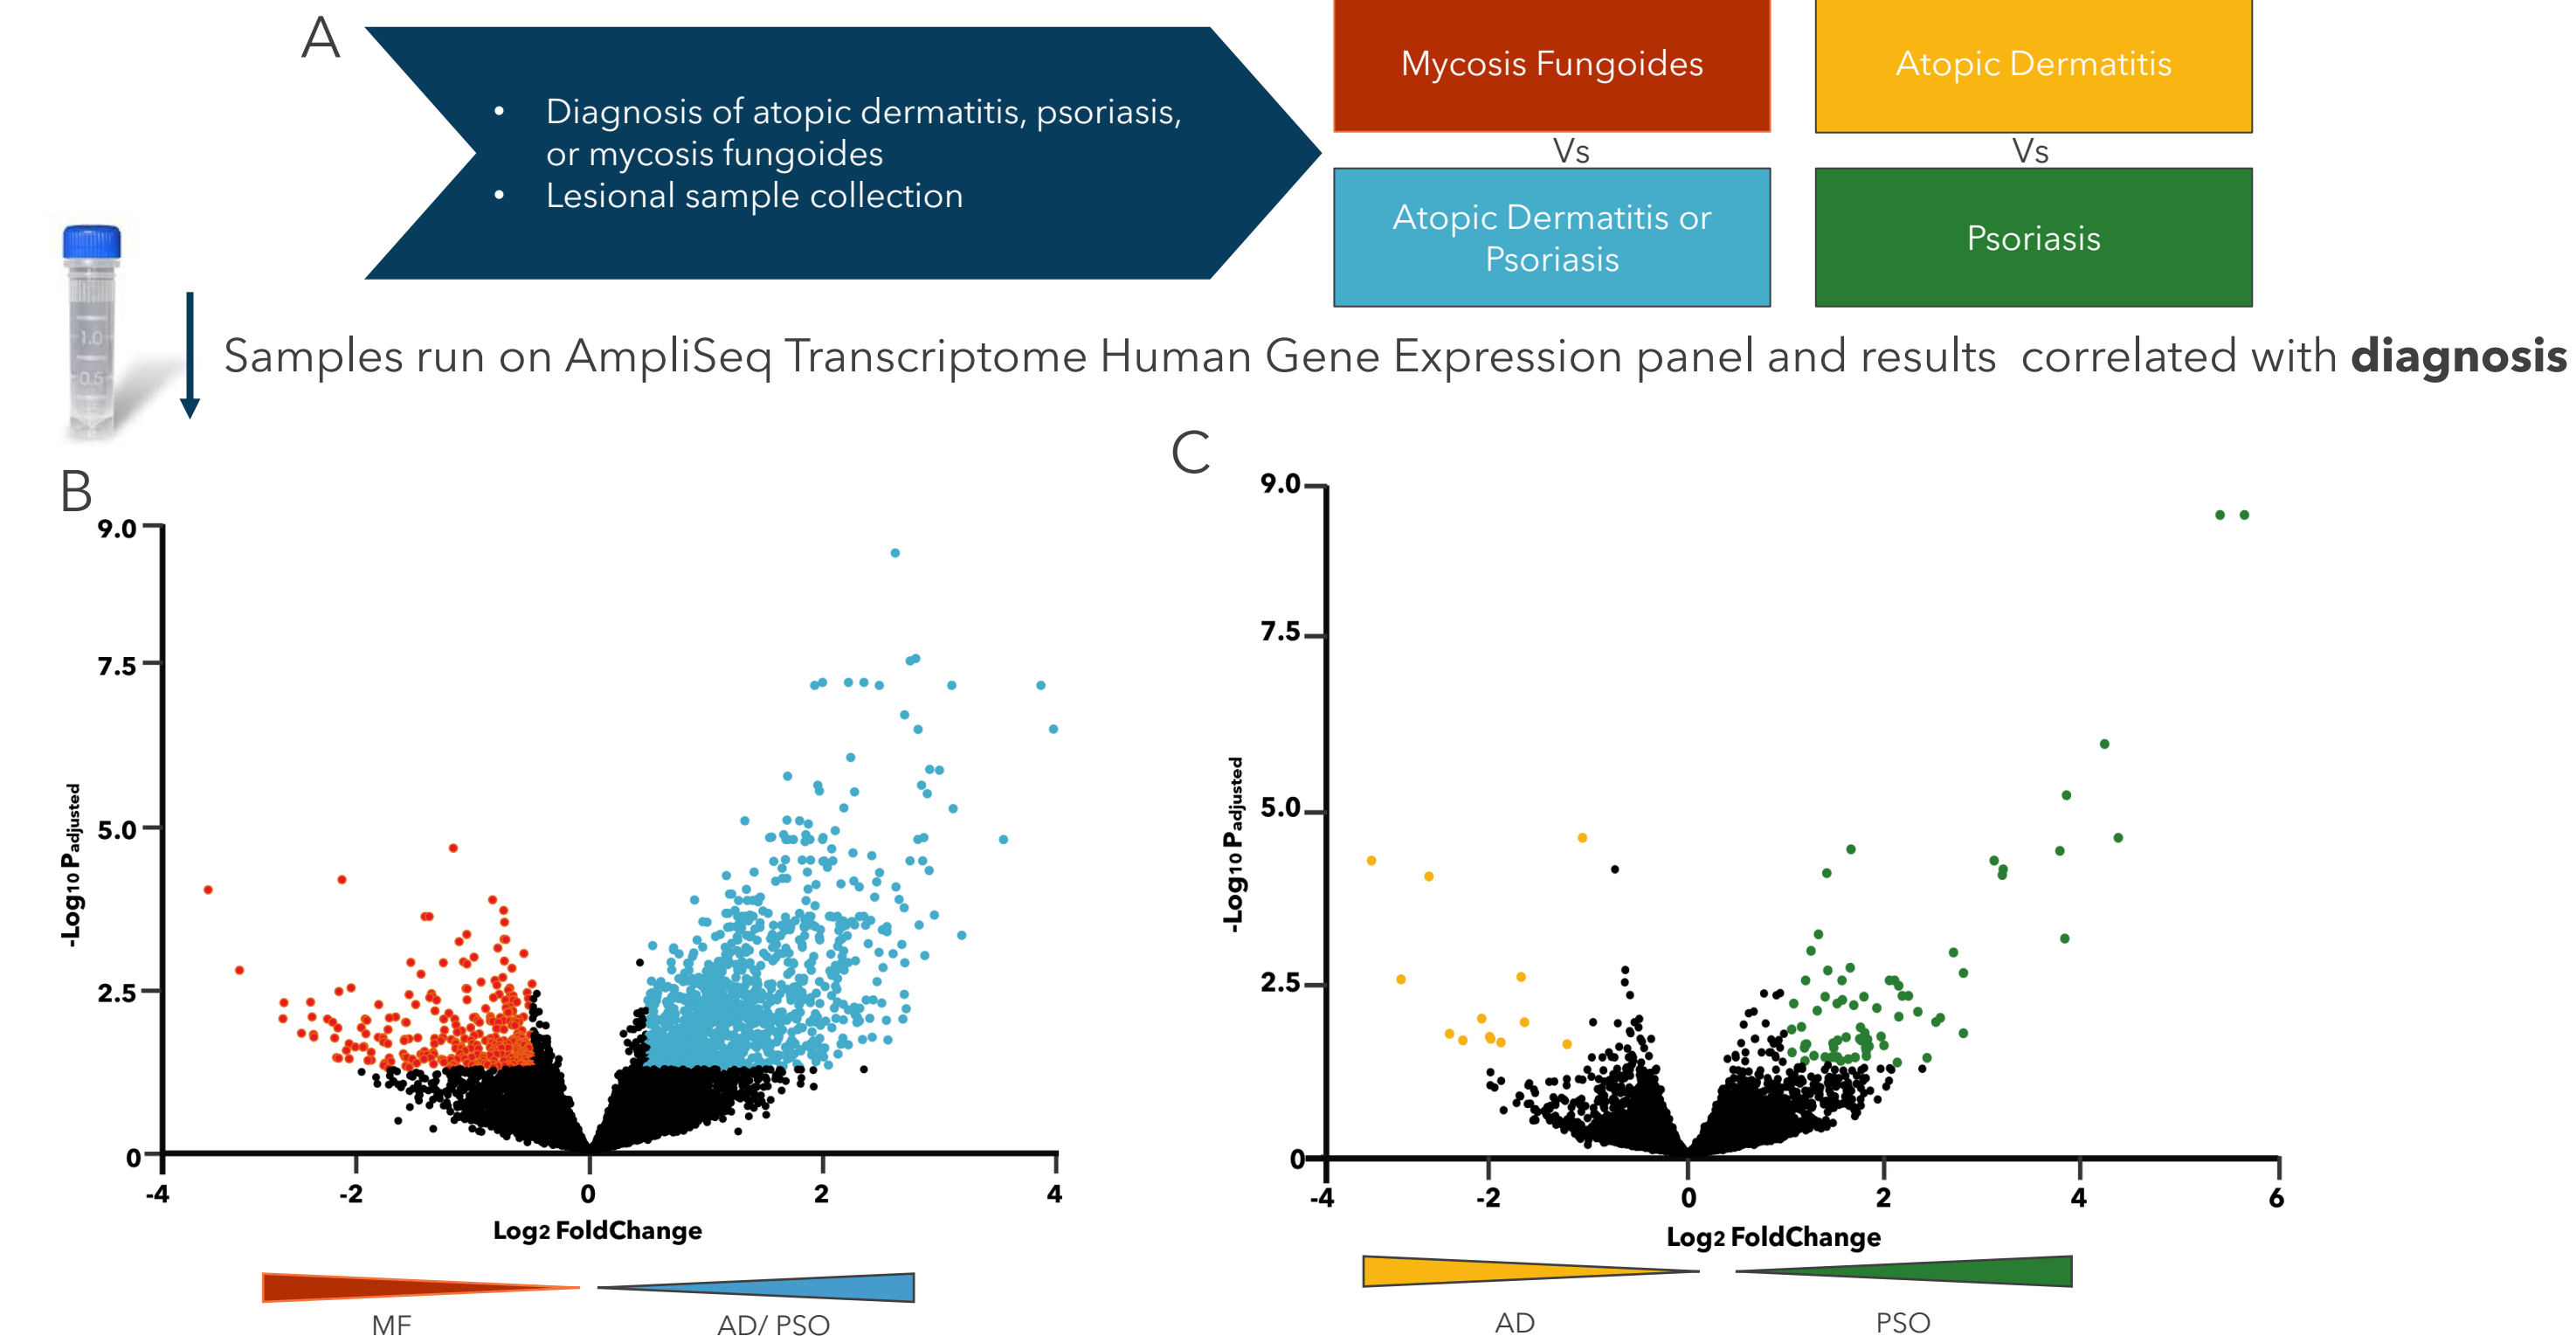 A
• Diagnosis of atopic dermatitis, psoriasis,
or mycosis fungoides
• Lesional sample collection
Mycosis Fungoides
Vs
Atopic Dermatitis or
Psoriasis
Atopic Dermatitis
Vs
Psoriasis
1.0
0.5
Samples run on AmpliSeq Transcriptome Human Gene Expression panel and results correlated with diagnosis
B
9.0
7.5
5.0
2.5
0
-Log10 Padjusted
-4 -2 0 2 4
Log2 FoldChange
MF AD/ PSO
C
9.0
7.5
5.0
2.5
0
-Log10 Padjusted
-4 -2 0 2 4 6
Log2 FoldChange
AD PSO